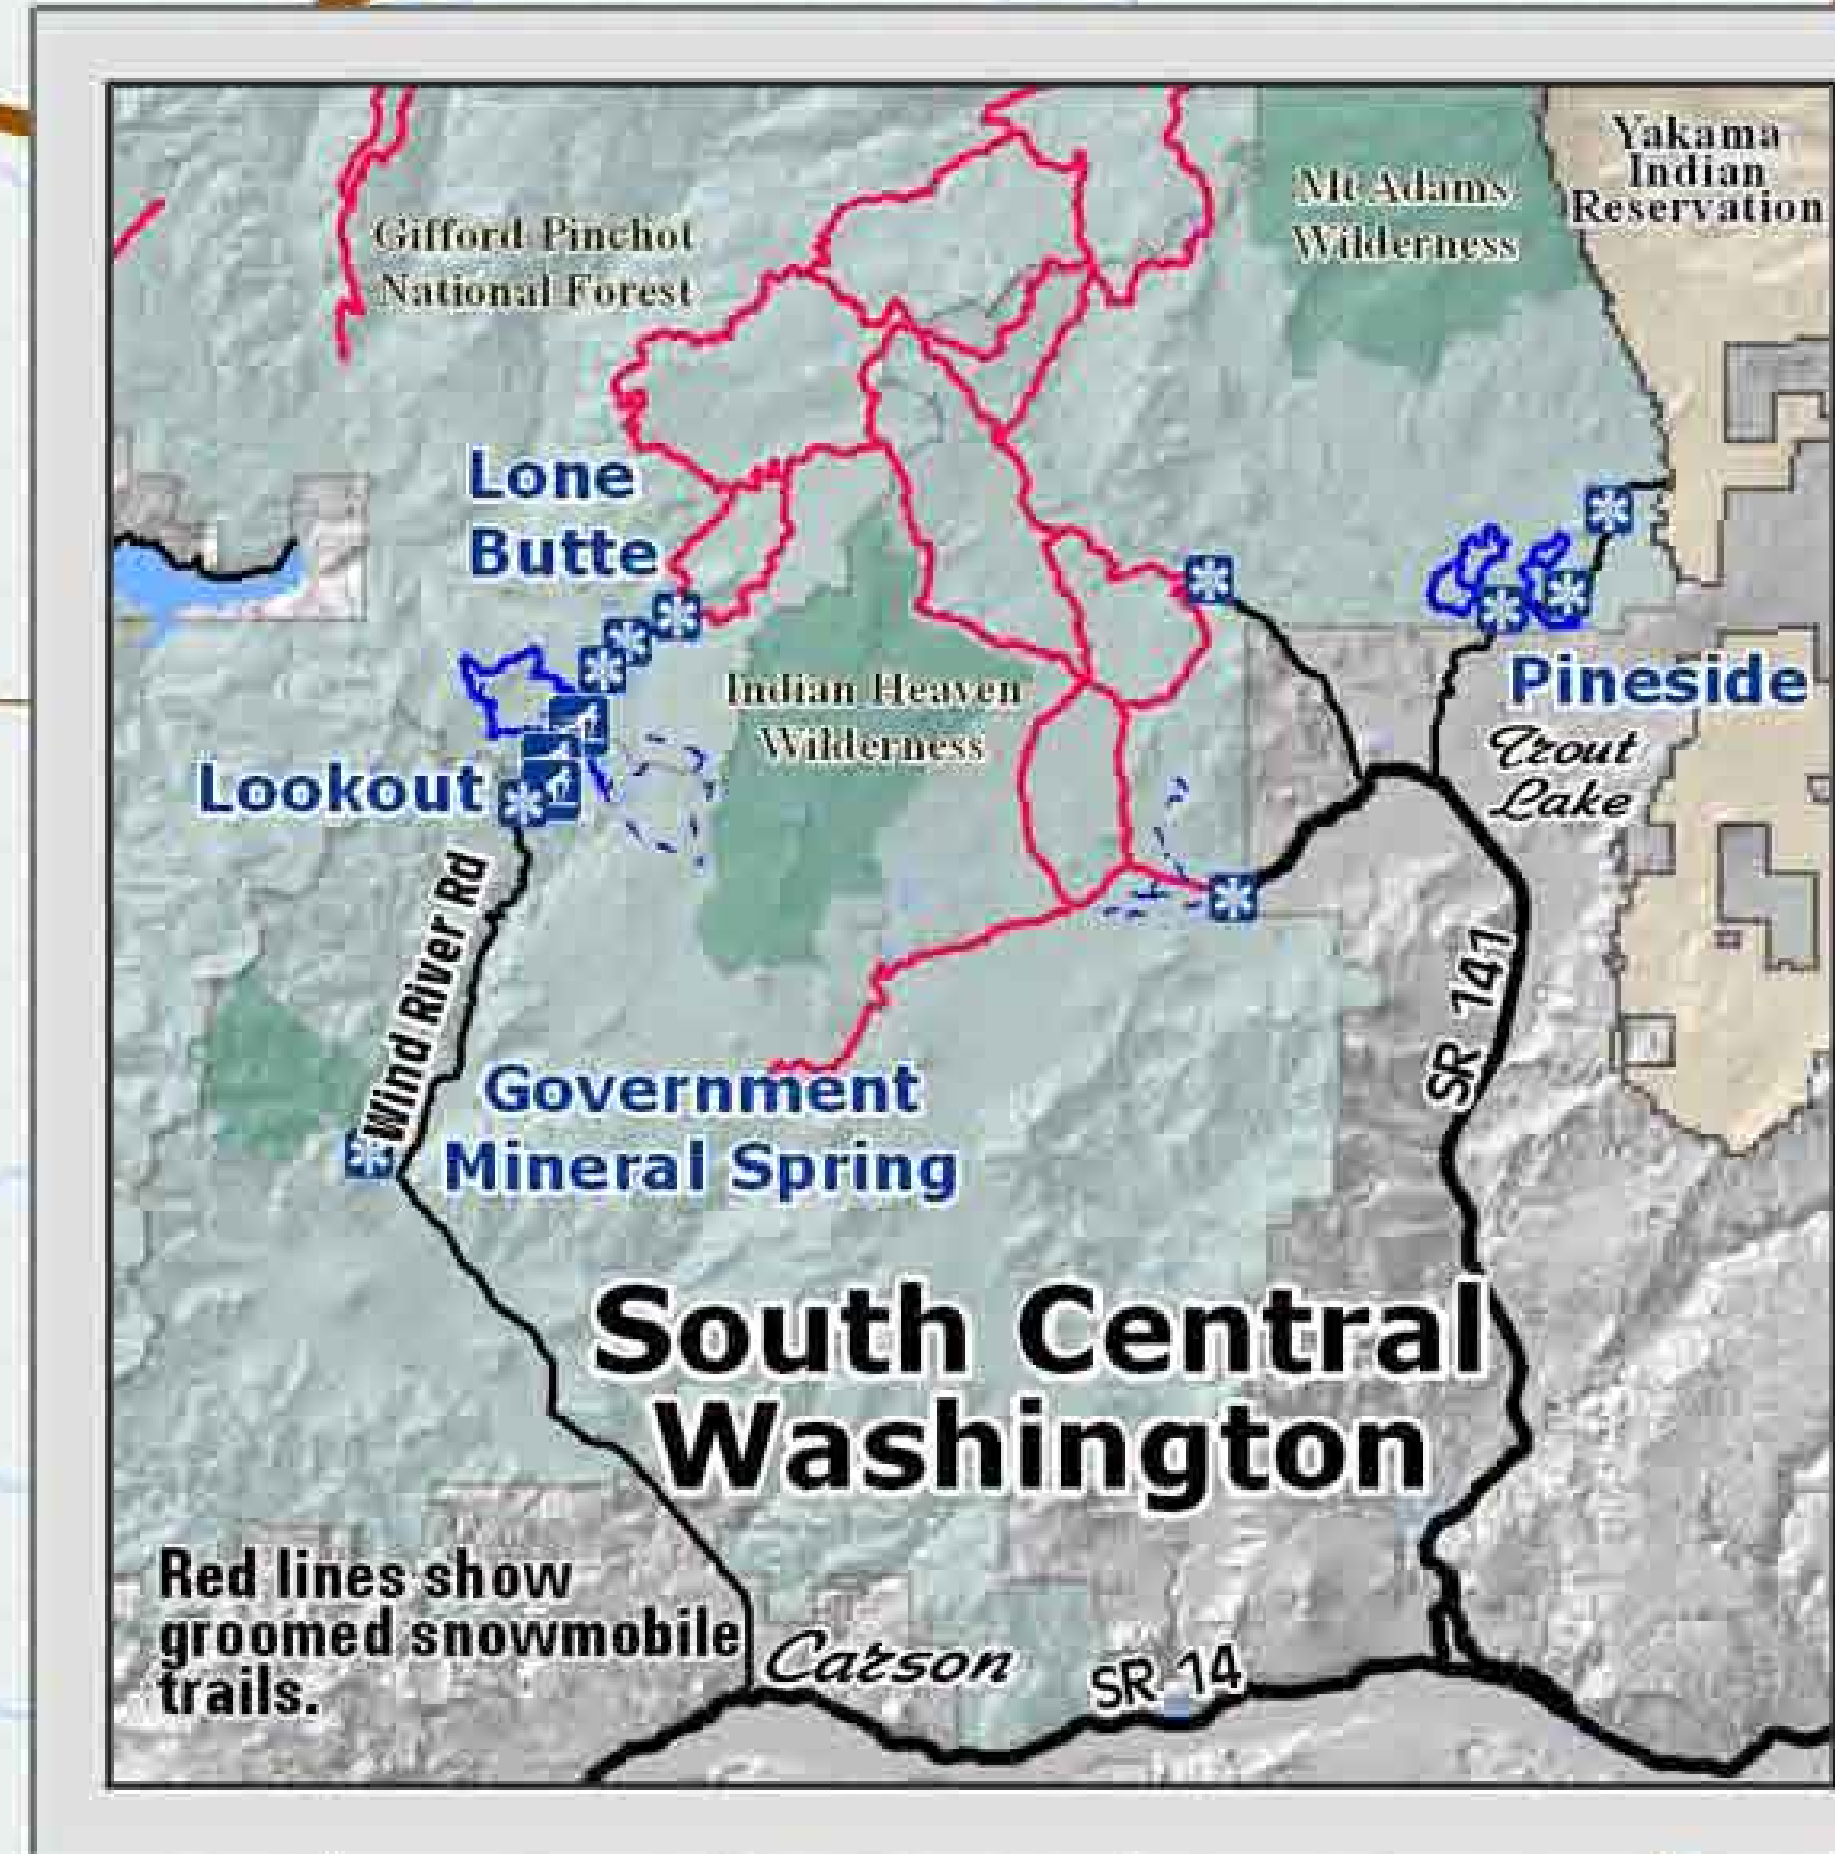 Yakama
Indian
Reservation
Mt Adams
Wilderness
Gifford Pinchot
National Forest
Lone
Butte
Indian Heaven
Wilderness
Pineside
Trout
Lake
Lookout
Wind River Rd
SR 141
Government
Mineral Spring
South Central
Washington
Red lines show
groomed snowmobile
trails.
Carson
SR 14